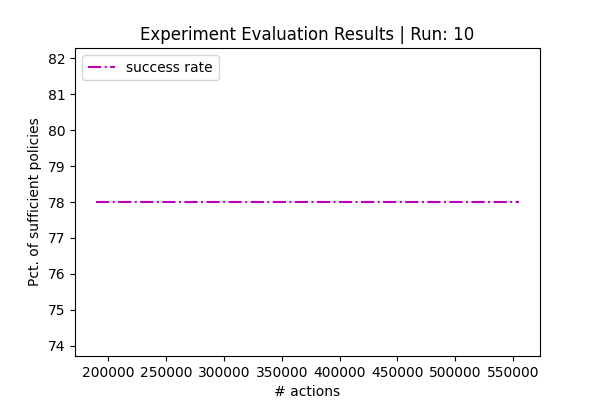 Experiment Evaluation Results | Run: 10
success rate
82
81
80
79
78
77
76
75
74
Pct. of sufficient policies
200000 250000 300000 350000 400000 450000 500000 550000
# actions